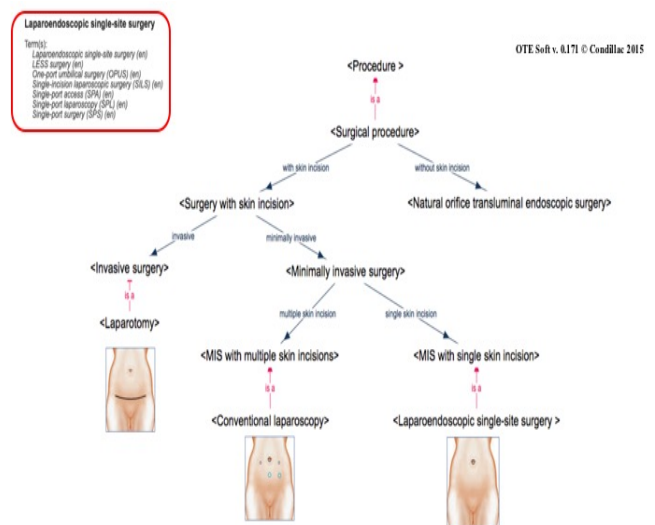 Laparoendoscopic single-site surgery
Term(s):
Laparoendoscopic single-site surgery (en)
LESS surgery (en)
One-port umbilical surgery (OPUS) (en)
Single-incision laparoscopic surgery (SILS) (en)
Single-port access (SPA) (en)
Single-port laparoscopy (SPL) (en)
Single-port surgery (SPS) (en)
OTE Soft v. 0.171 © Condillac 2015
<Procedure >
is a
<Surgical procedure>
with skin incision
without skin incision
<Surgery with skin incision>
<Natural orifice transluminal endoscopic surgery>
invasive
minimally invasive
<Invasive surgery>
<Minimally invasive surgery>
is a
<Laparotomy>
multiple skin incision
single skin incision
<MIS with multiple skin incisions>
<MIS with single skin incision>
is a
is a
<Conventional laparoscopy>
<Laparoendoscopic single-site surgery >